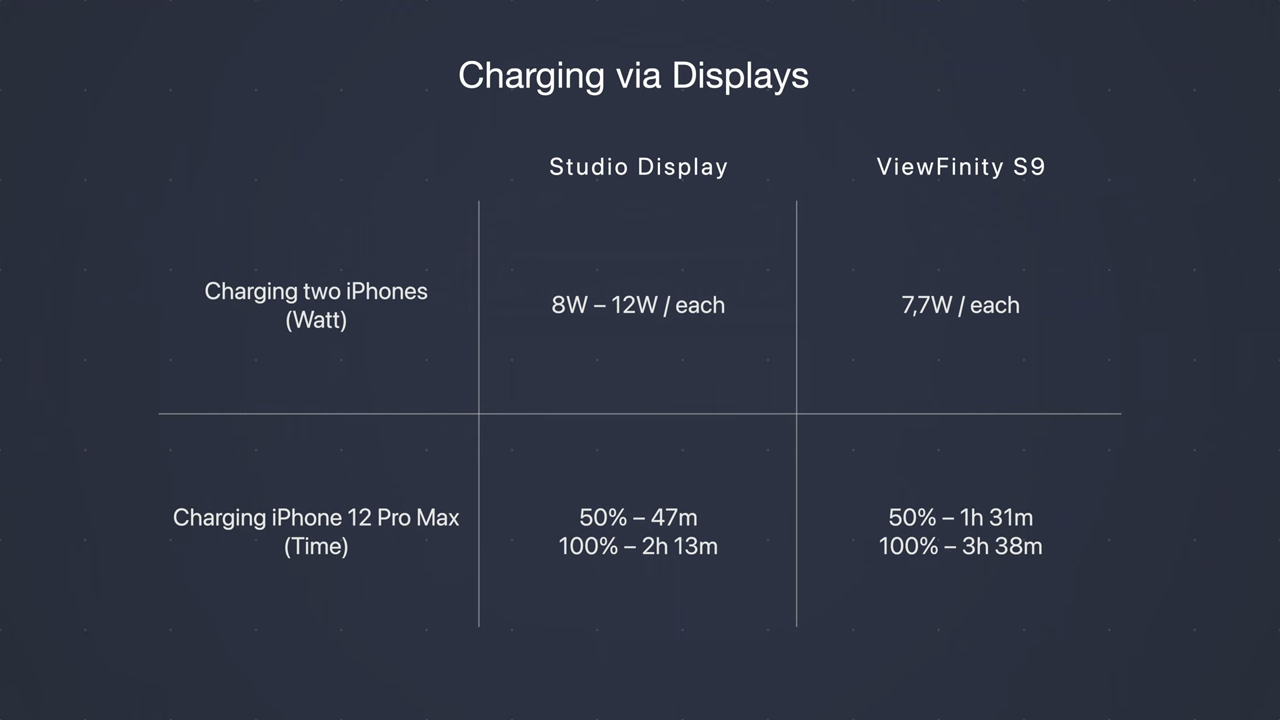 Charging via Displays
Studio Display
ViewFinity S9
Charging two iPhones
(Watt)
8W – 12W / each
7,7W / each
Charging iPhone 12 Pro Max
(Time)
50% – 47m
100% – 2h 13m
50% – 1h 31m
100% – 3h 38m